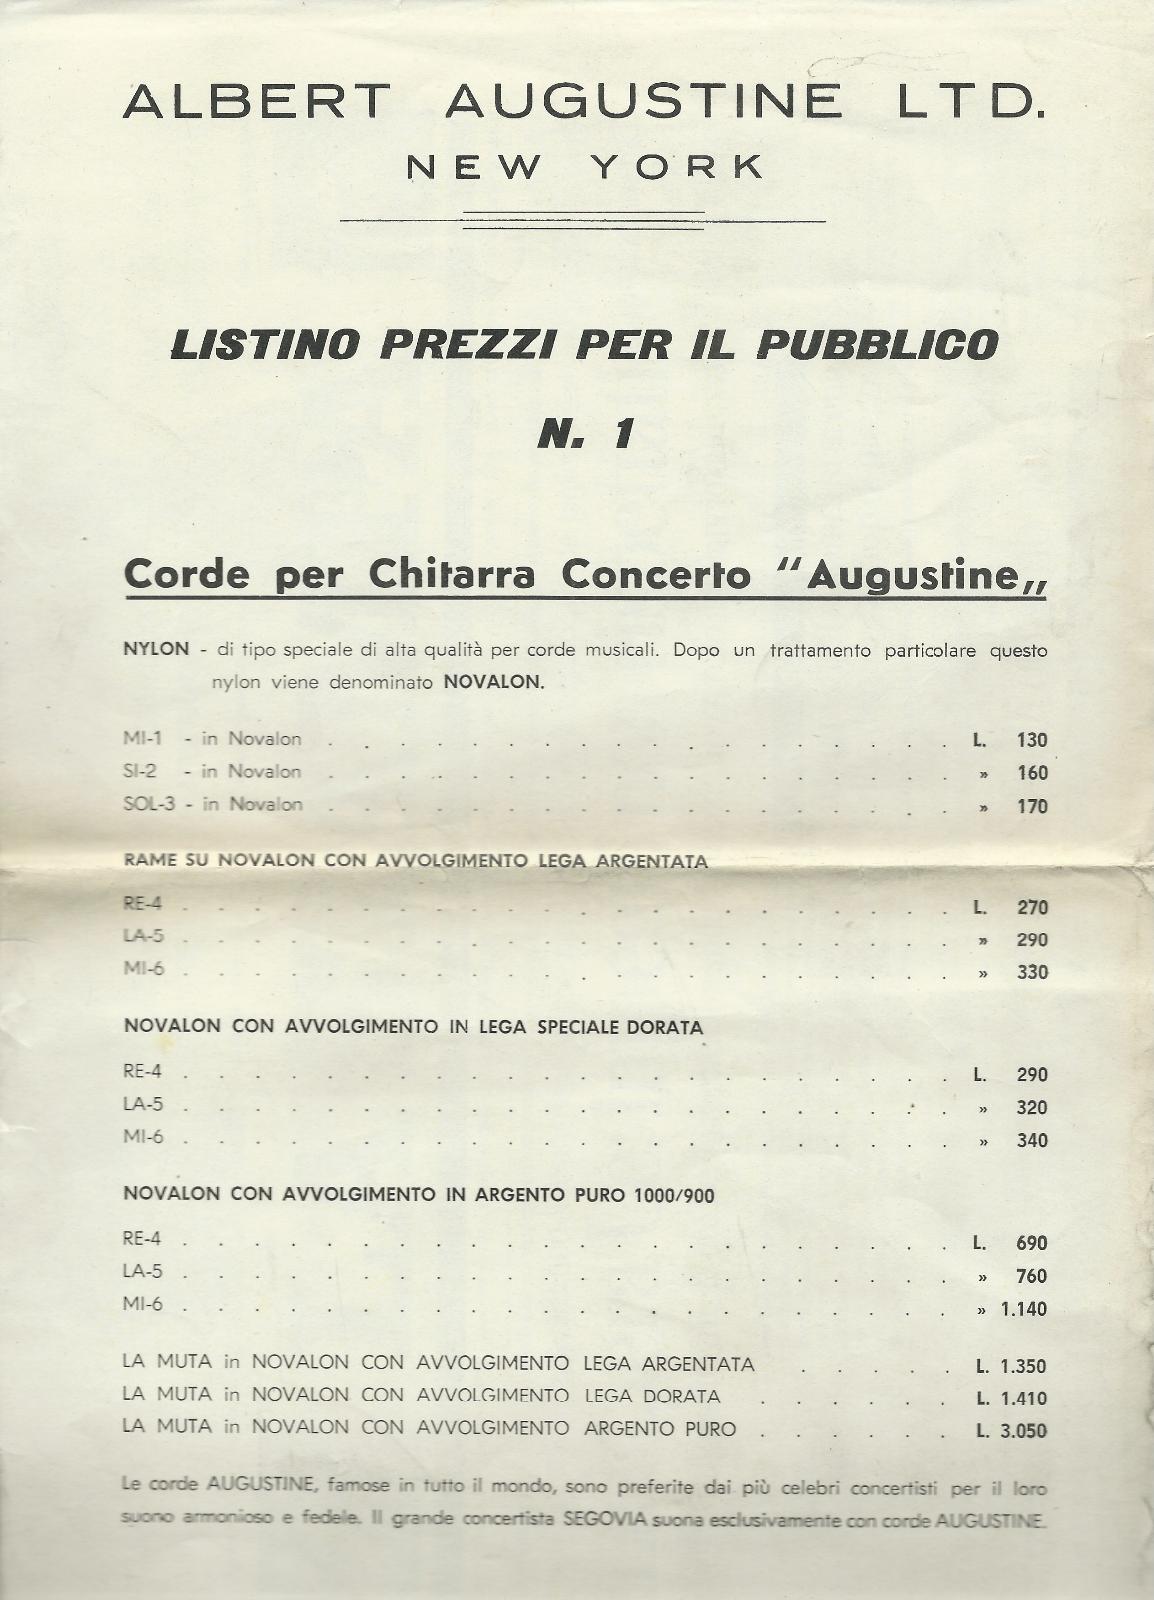 ALBERT AUGUSTINE LTD.
NEW YORK
LISTINO PREZZI PER IL PUBBLICO
N. 1
Corde per Chitarra Concerto "Augustine„
NYLON - di tipo speciale di alta qualità per corde musicali. Dopo un trattamento particolare questo
nylon viene denominato NOVALON.
MI-1 - in Novalon . . . . . . . . . . . . . . . . . . L. 130
SI-2 - in Novalon . . . . . . . . . . . . . . . . . . » 160
SOL-3 - in Novalon . . . . . . . . . . . . . . . . . . » 170
RAME SU NOVALON CON AVVOLGIMENTO LEGA ARGENTATA
RE-4 . . . . . . . . . . . . . . . . . . . . . . L. 270
LA-5 . . . . . . . . . . . . . . . . . . . . . . » 290
MI-6 . . . . . . . . . . . . . . . . . . . . . . » 330
NOVALON CON AVVOLGIMENTO IN LEGA SPECIALE DORATA
RE-4 . . . . . . . . . . . . . . . . . . . . . . L. 290
LA-5 . . . . . . . . . . . . . . . . . . . . . . » 320
MI-6 . . . . . . . . . . . . . . . . . . . . . . » 340
NOVALON CON AVVOLGIMENTO IN ARGENTO PURO 1000/900
RE-4 . . . . . . . . . . . . . . . . . . . . . . L. 690
LA-5 . . . . . . . . . . . . . . . . . . . . . . » 760
MI-6 . . . . . . . . . . . . . . . . . . . . . . » 1.140
LA MUTA in NOVALON CON AVVOLGIMENTO LEGA ARGENTATA . . . . . L. 1.350
LA MUTA in NOVALON CON AVVOLGIMENTO LEGA DORATA . . . . . . L. 1.410
LA MUTA in NOVALON CON AVVOLGIMENTO ARGENTO PURO . . . . . . L. 3.050
Le corde AUGUSTINE, famose in tutto il mondo, sono preferite dai più celebri concertisti per il loro
suono armonioso e fedele. Il grande concertista SEGOVIA suona esclusivamente con corde AUGUSTINE.